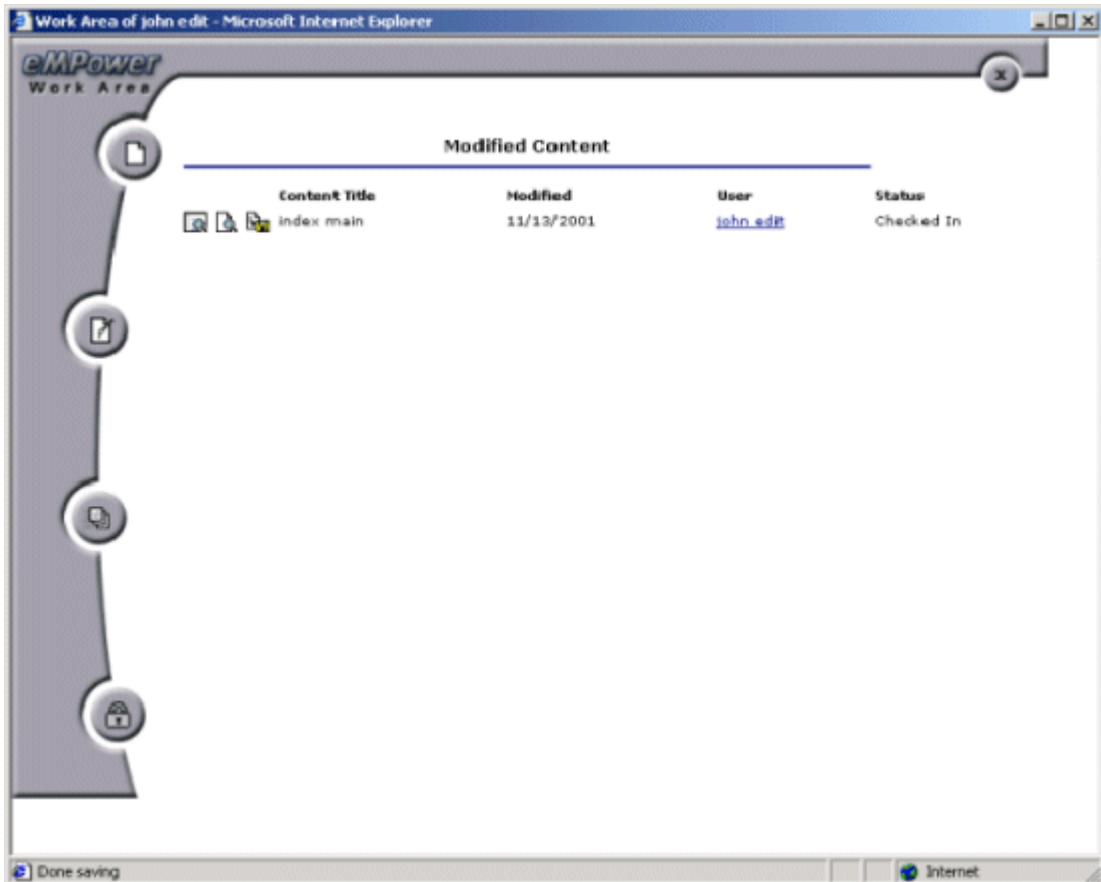 Work Area of john edit - Microsoft Internet Explorer
eMPower
Work Area
x
Modified Content
Content Title Modified User Status
index main 11/13/2001 john edit Checked In
Done saving Internet